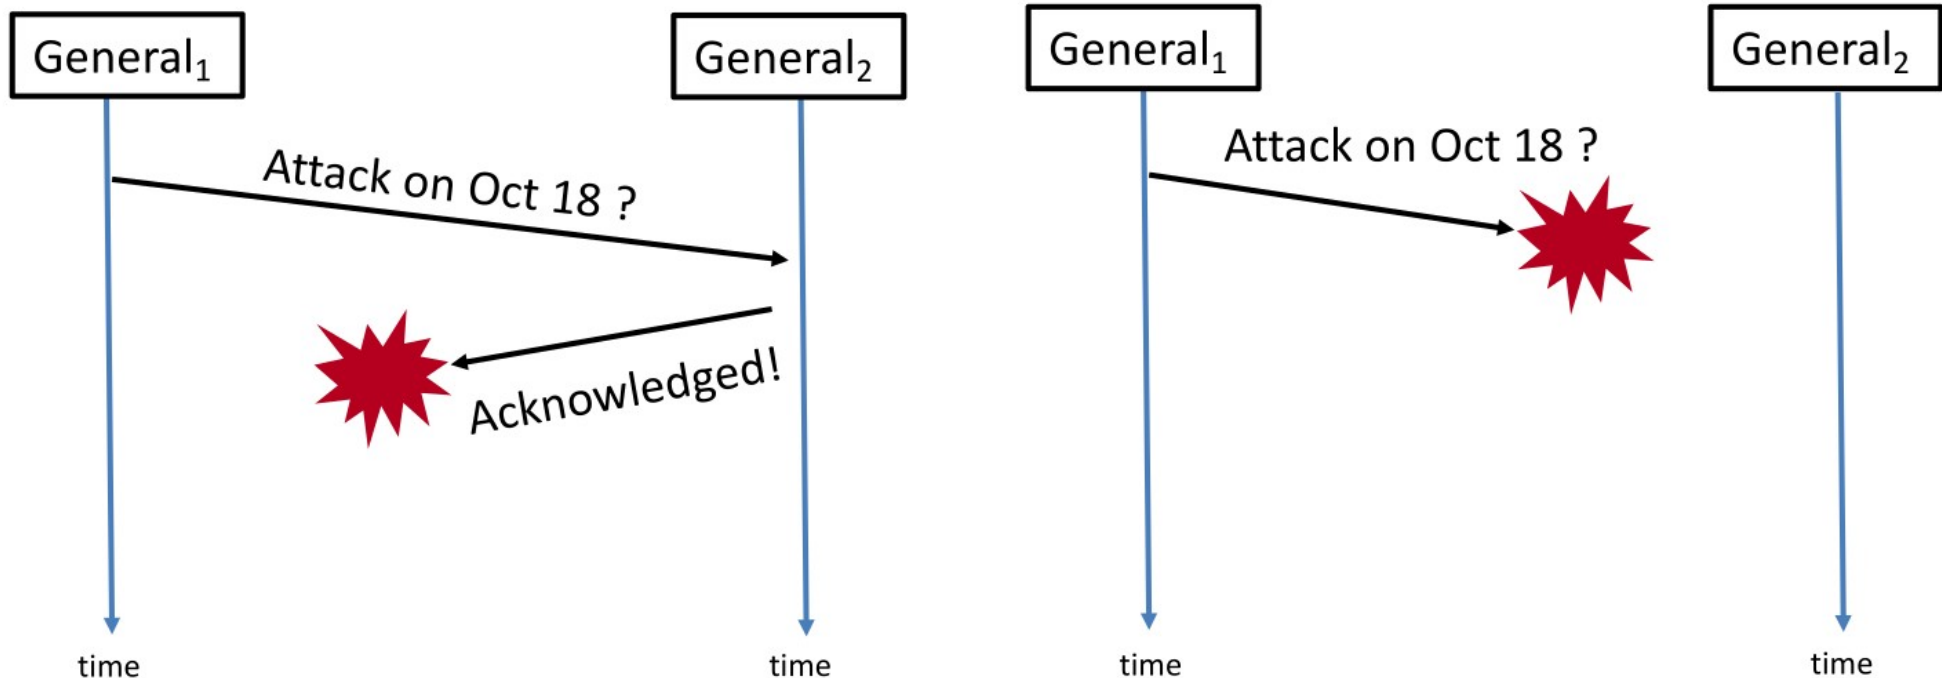 General₁
General₂
Attack on Oct 18 ?
Acknowledged!
time
time
General₁
General₂
Attack on Oct 18 ?
time
time